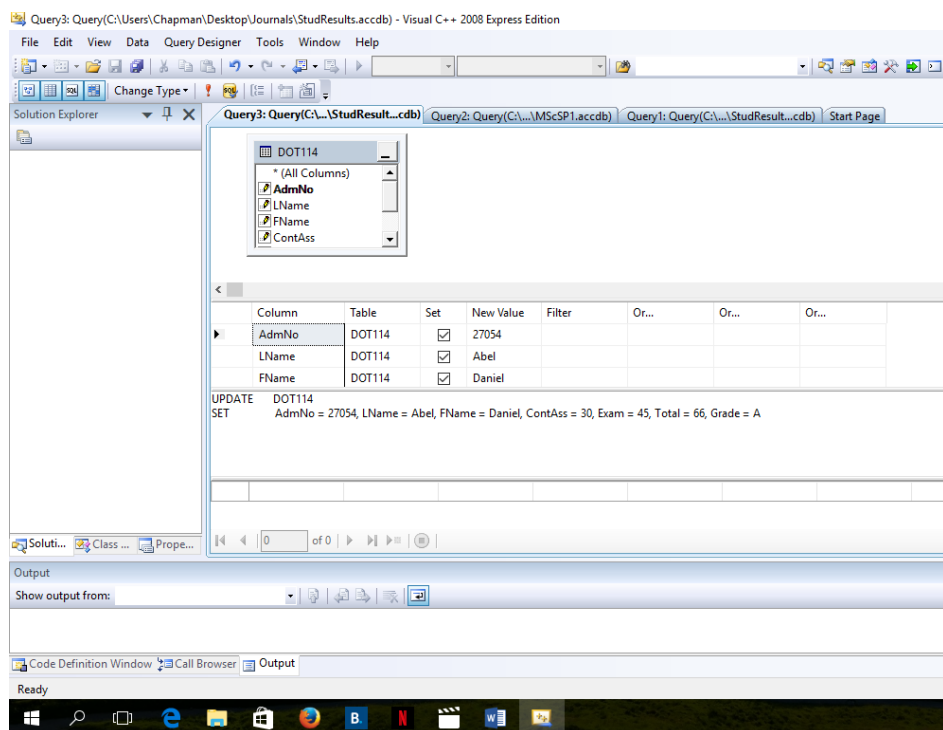 Query3: Query(C:\Users\Chapman\Desktop\Journals\StudResults.accdb) - Visual C++ 2008 Express Edition
File Edit View Data Query Designer Tools Window Help
SQL Change Type SQL
Solution Explorer
Query3: Query(C:\...\StudResult...cdb) Query2: Query(C:\...\MScSP1.accdb) Query1: Query(C:\...\StudResult...cdb) Start Page
DOT114
* (All Columns)
AdmNo
LName
FName
ContAss
Column Table Set New Value Filter Or... Or... Or...
AdmNo DOT114 27054
LName DOT114 Abel
FName DOT114 Daniel
UPDATE DOT114
SET AdmNo = 27054, LName = Abel, FName = Daniel, ContAss = 30, Exam = 45, Total = 66, Grade = A
0 of 0
Soluti... Class ... Prope...
Output
Show output from:
Code Definition Window Call Browser Output
Ready
B. N W